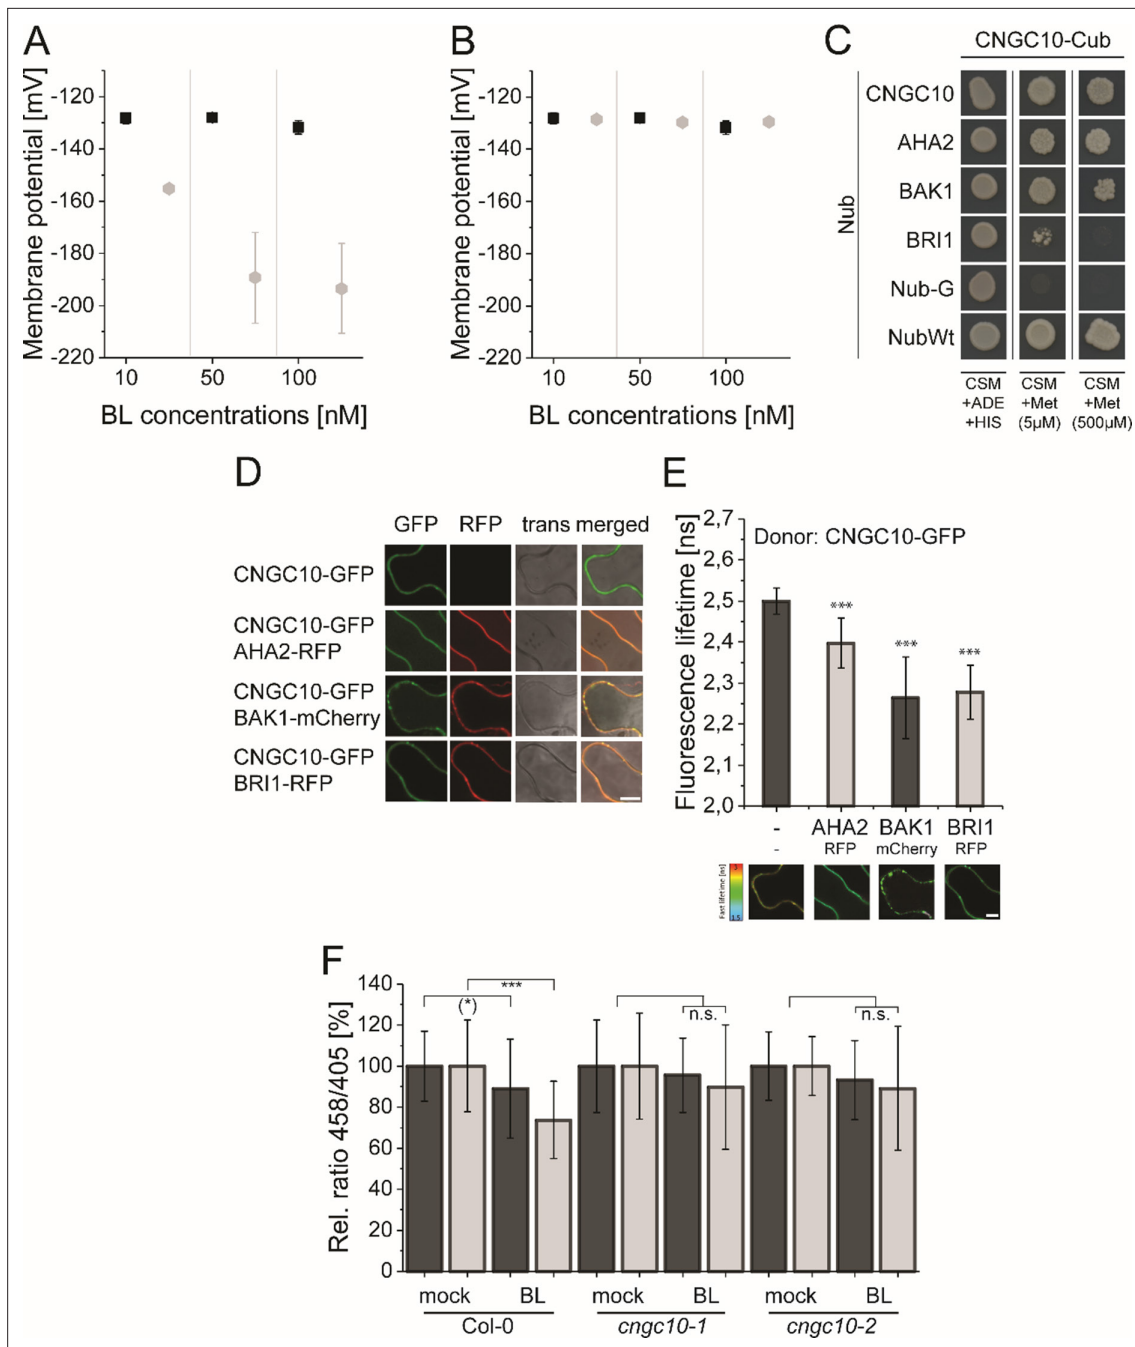 A
Membrane potential [mV]
-120
-140
-160
-180
-200
-220
10
50
100
BL concentrations [nM]
B
Membrane potential [mV]
-120
-140
-160
-180
-200
-220
10
50
100
BL concentrations [nM]
C
CNGC10-Cub
Nub
CNGC10
AHA2
BAK1
BRI1
Nub-G
NubWt
CSM
+ADE
+HIS
CSM
+Met
(5µM)
CSM
+Met
(500µM)
D
GFP RFP trans merged
CNGC10-GFP
CNGC10-GFP
AHA2-RFP
CNGC10-GFP
BAK1-mCherry
CNGC10-GFP
BRI1-RFP
E
Fluorescence lifetime [ns]
2,7
2,6
2,5
2,4
2,3
2,2
2,1
2,0
Donor: CNGC10-GFP
***
***
***
- AHA2 BAK1 BRI1
- RFP mCherry RFP
Fast lifetime [ns]
3
1.5
F
Rel. ratio 458/405 [%]
140
120
100
80
60
40
20
0
***
(*)
n.s.
n.s.
mock BL mock BL mock BL
Col-0 cngc10-1 cngc10-2